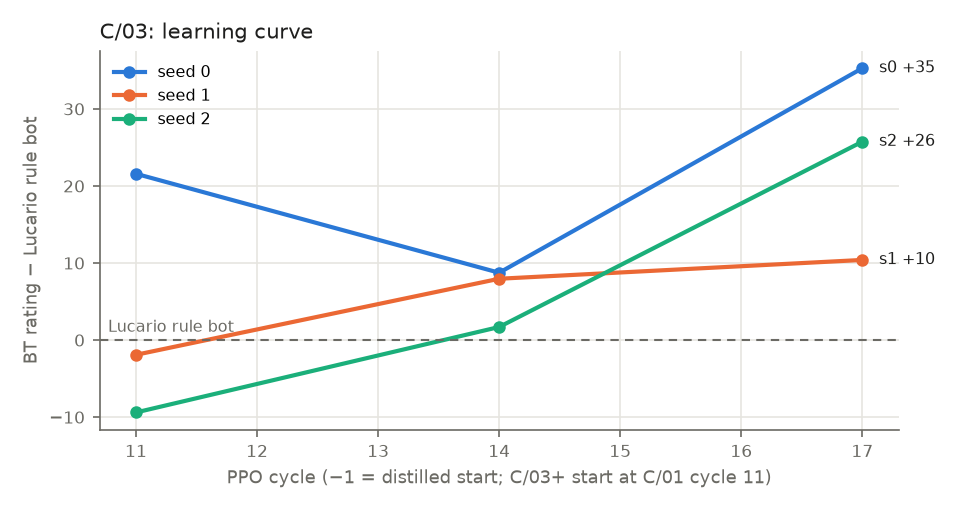 C/03: learning curve
seed 0
seed 1
seed 2
s0 +35
s2 +26
s1 +10
Lucario rule bot
BT rating − Lucario rule bot
30
20
10
0
−10
11 12 13 14 15 16 17
PPO cycle (−1 = distilled start; C/03+ start at C/01 cycle 11)